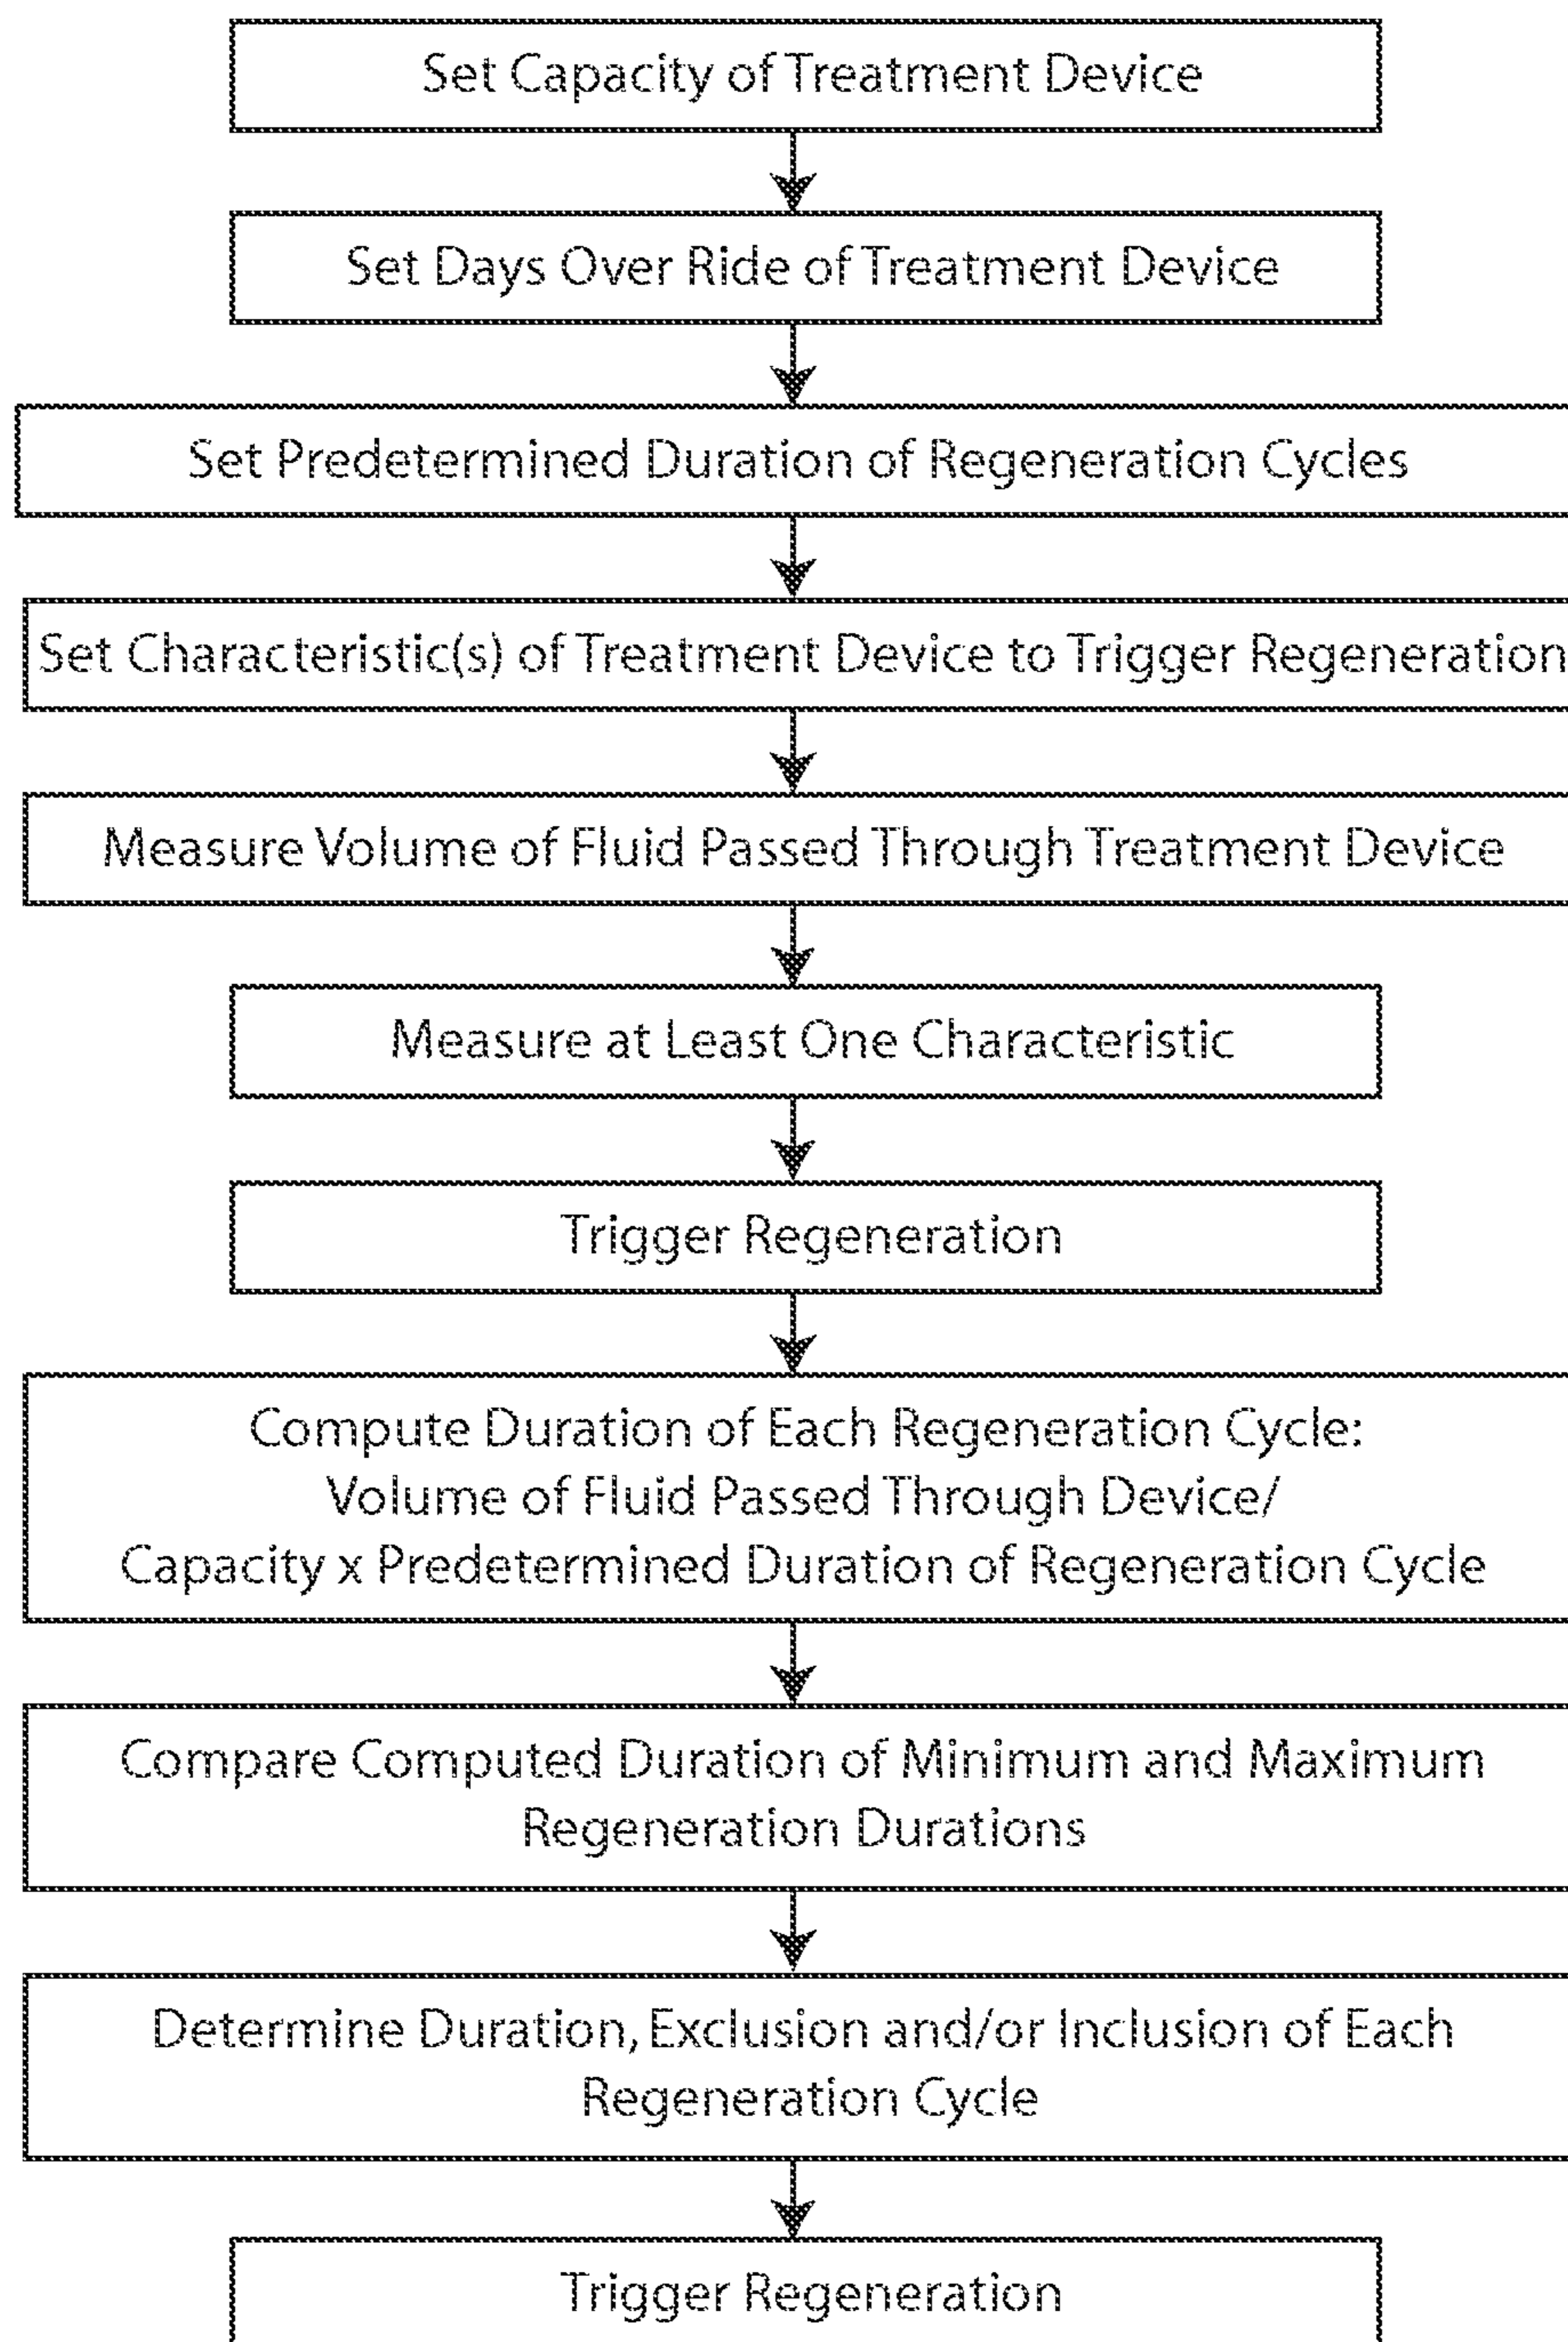 Set Capacity of Treatment Device
Set Days Over Ride of Treatment Device
Set Predetermined Duration of Regeneration Cycles
Set Characteristic(s) of Treatment Device to Trigger Regeneration
Measure Volume of Fluid Passed Through Treatment Device
Measure at Least One Characteristic
Trigger Regeneration
Compute Duration of Each Regeneration Cycle:
Volume of Fluid Passed Through Device/
Capacity x Predetermined Duration of Regeneration Cycle
Compare Computed Duration of Minimum and Maximum
Regeneration Durations
Determine Duration, Exclusion and/or Inclusion of Each
Regeneration Cycle
Trigger Regeneration